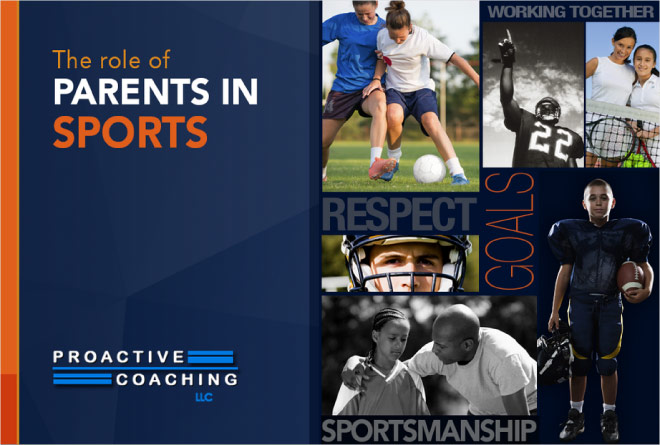 The role of
PARENTS IN
SPORTS
PROACTIVE
COACHING
LLC
WORKING TOGETHER
22
RESPECT
GOALS
SPORTSMANSHIP